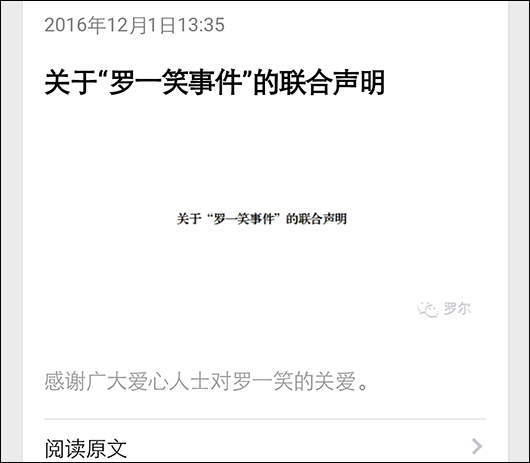 2016年12月1日13:35
关于“罗一笑事件”的联合声明
关于“罗一笑事件”的联合声明
罗尔
感谢广大爱心人士对罗一笑的关爱。
阅读原文